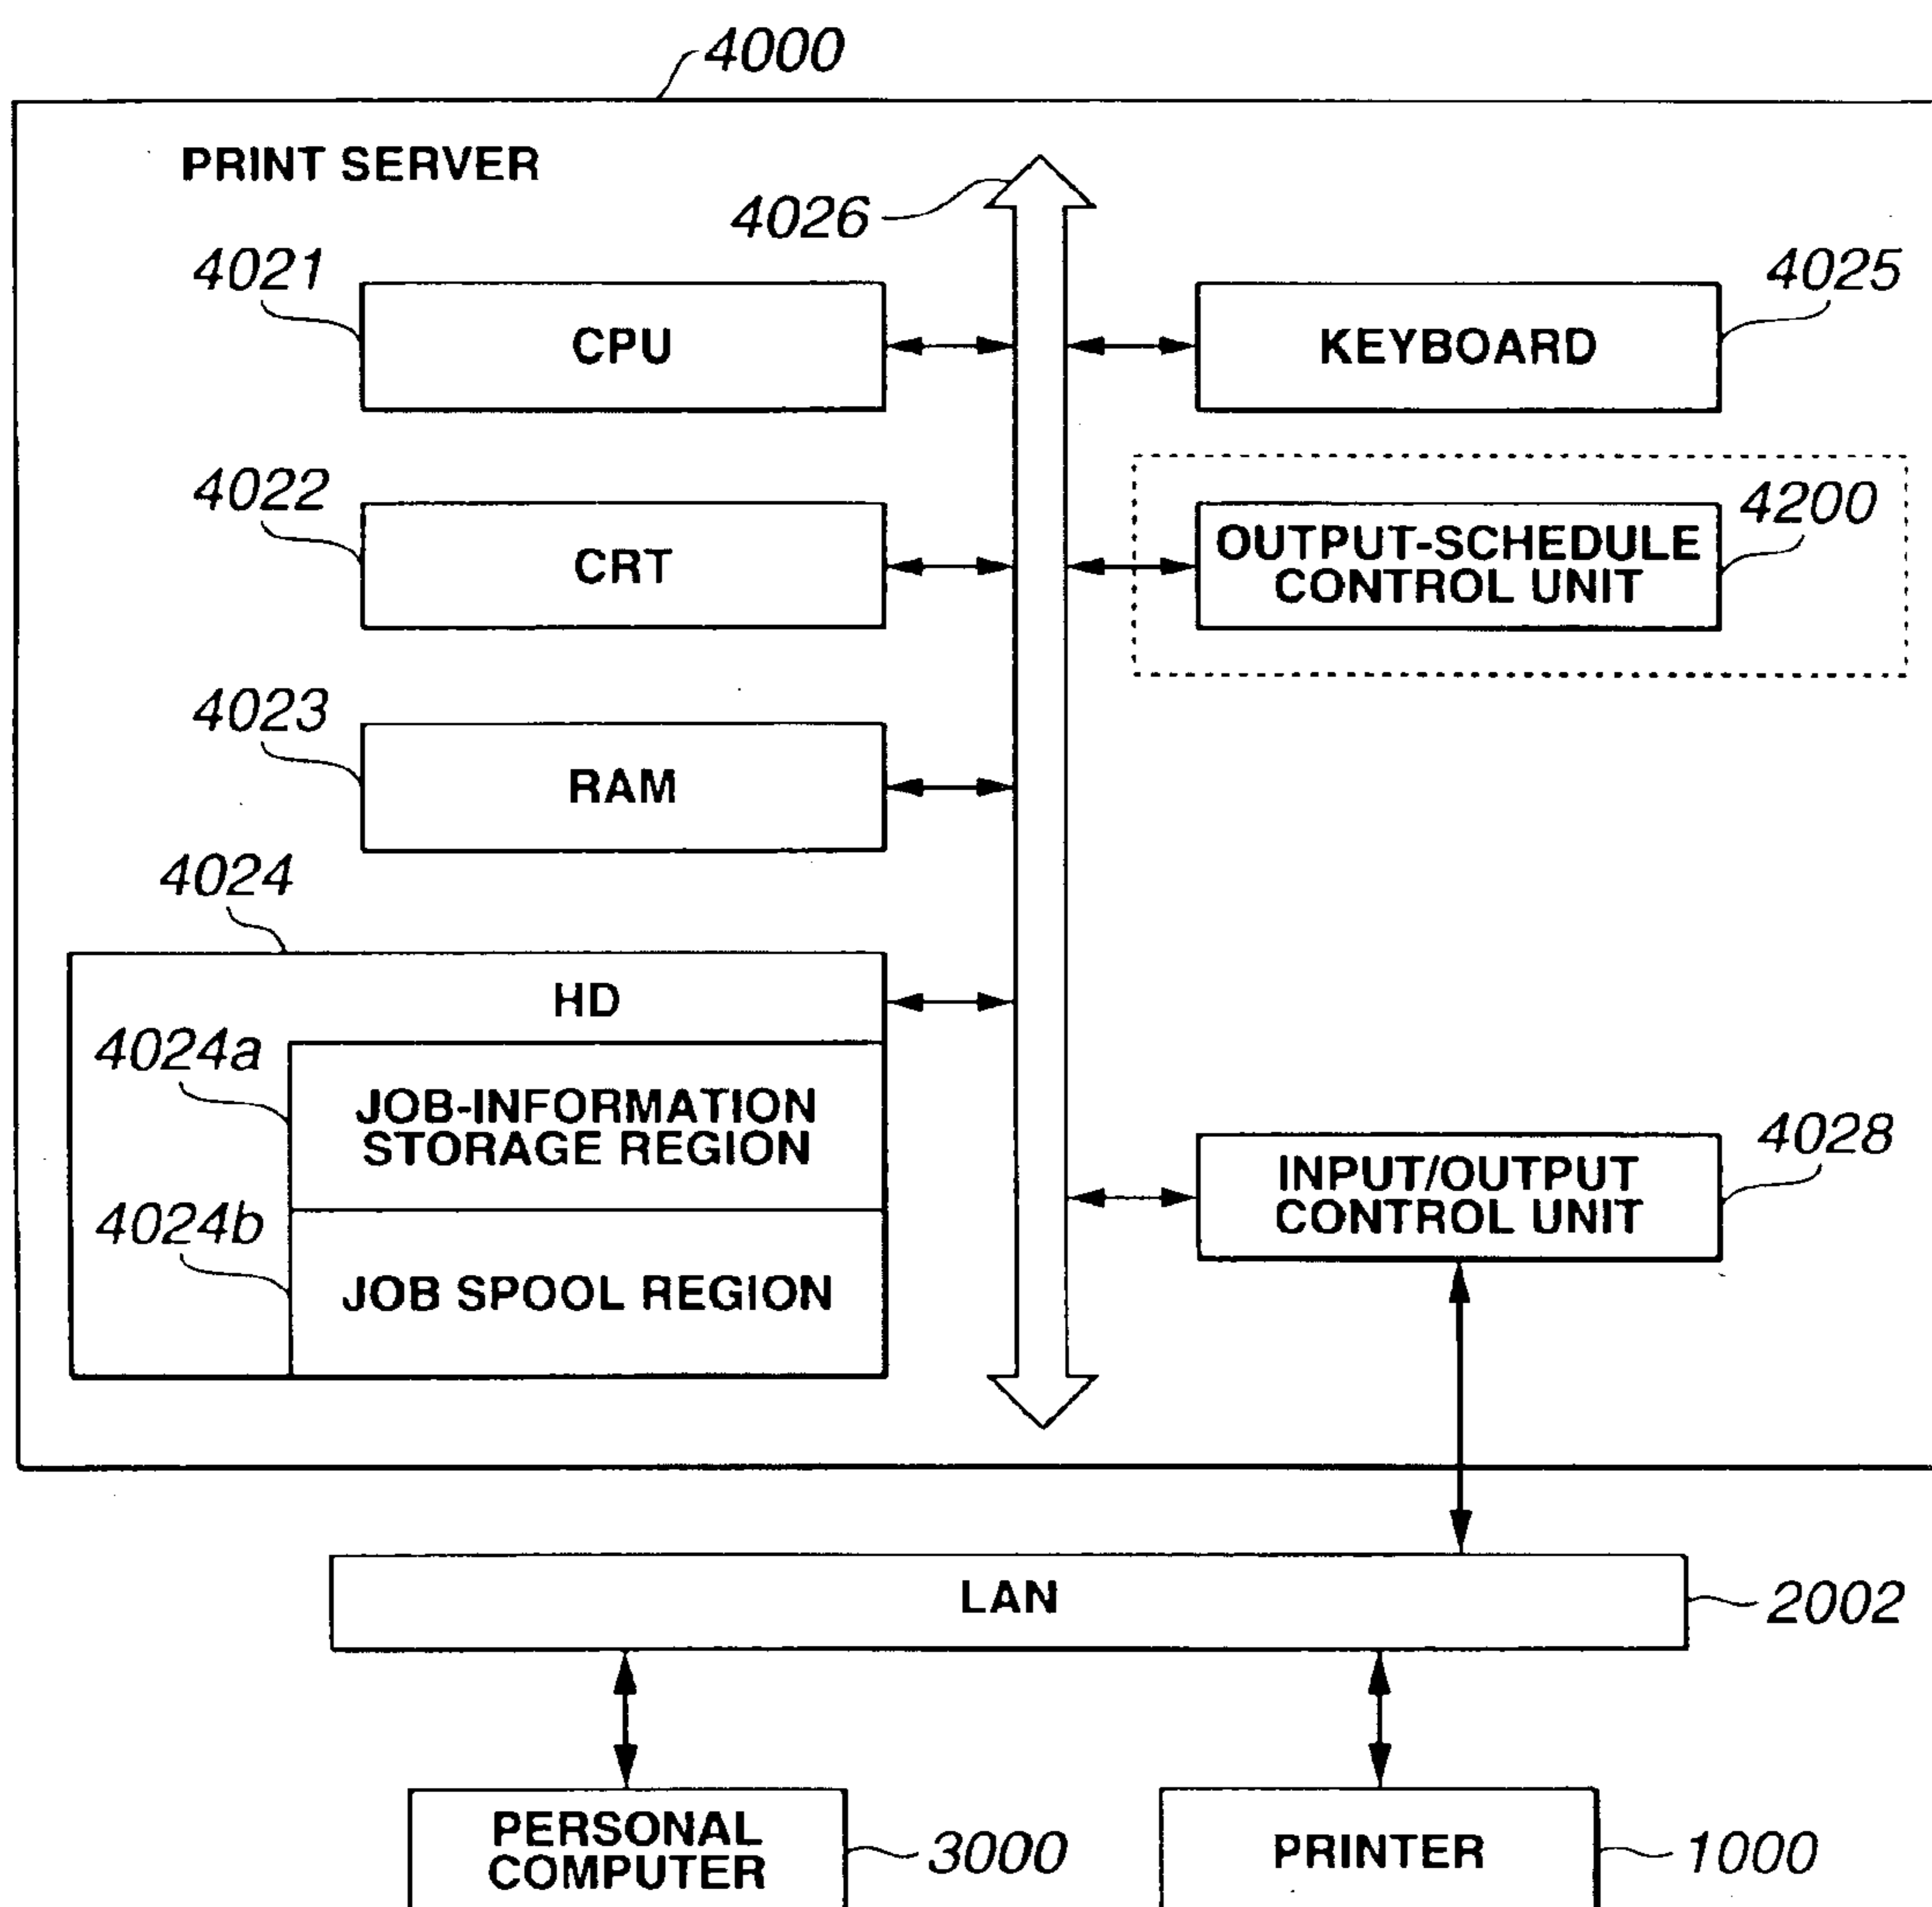 4000
PRINT SERVER
4026
4021
CPU
4025
KEYBOARD
4022
CRT
4200
OUTPUT-SCHEDULE
CONTROL UNIT
4023
RAM
4024
HD
4024a
JOB-INFORMATION
STORAGE REGION
4024b
JOB SPOOL REGION
4028
INPUT/OUTPUT
CONTROL UNIT
LAN
2002
PERSONAL
COMPUTER
3000
PRINTER
1000